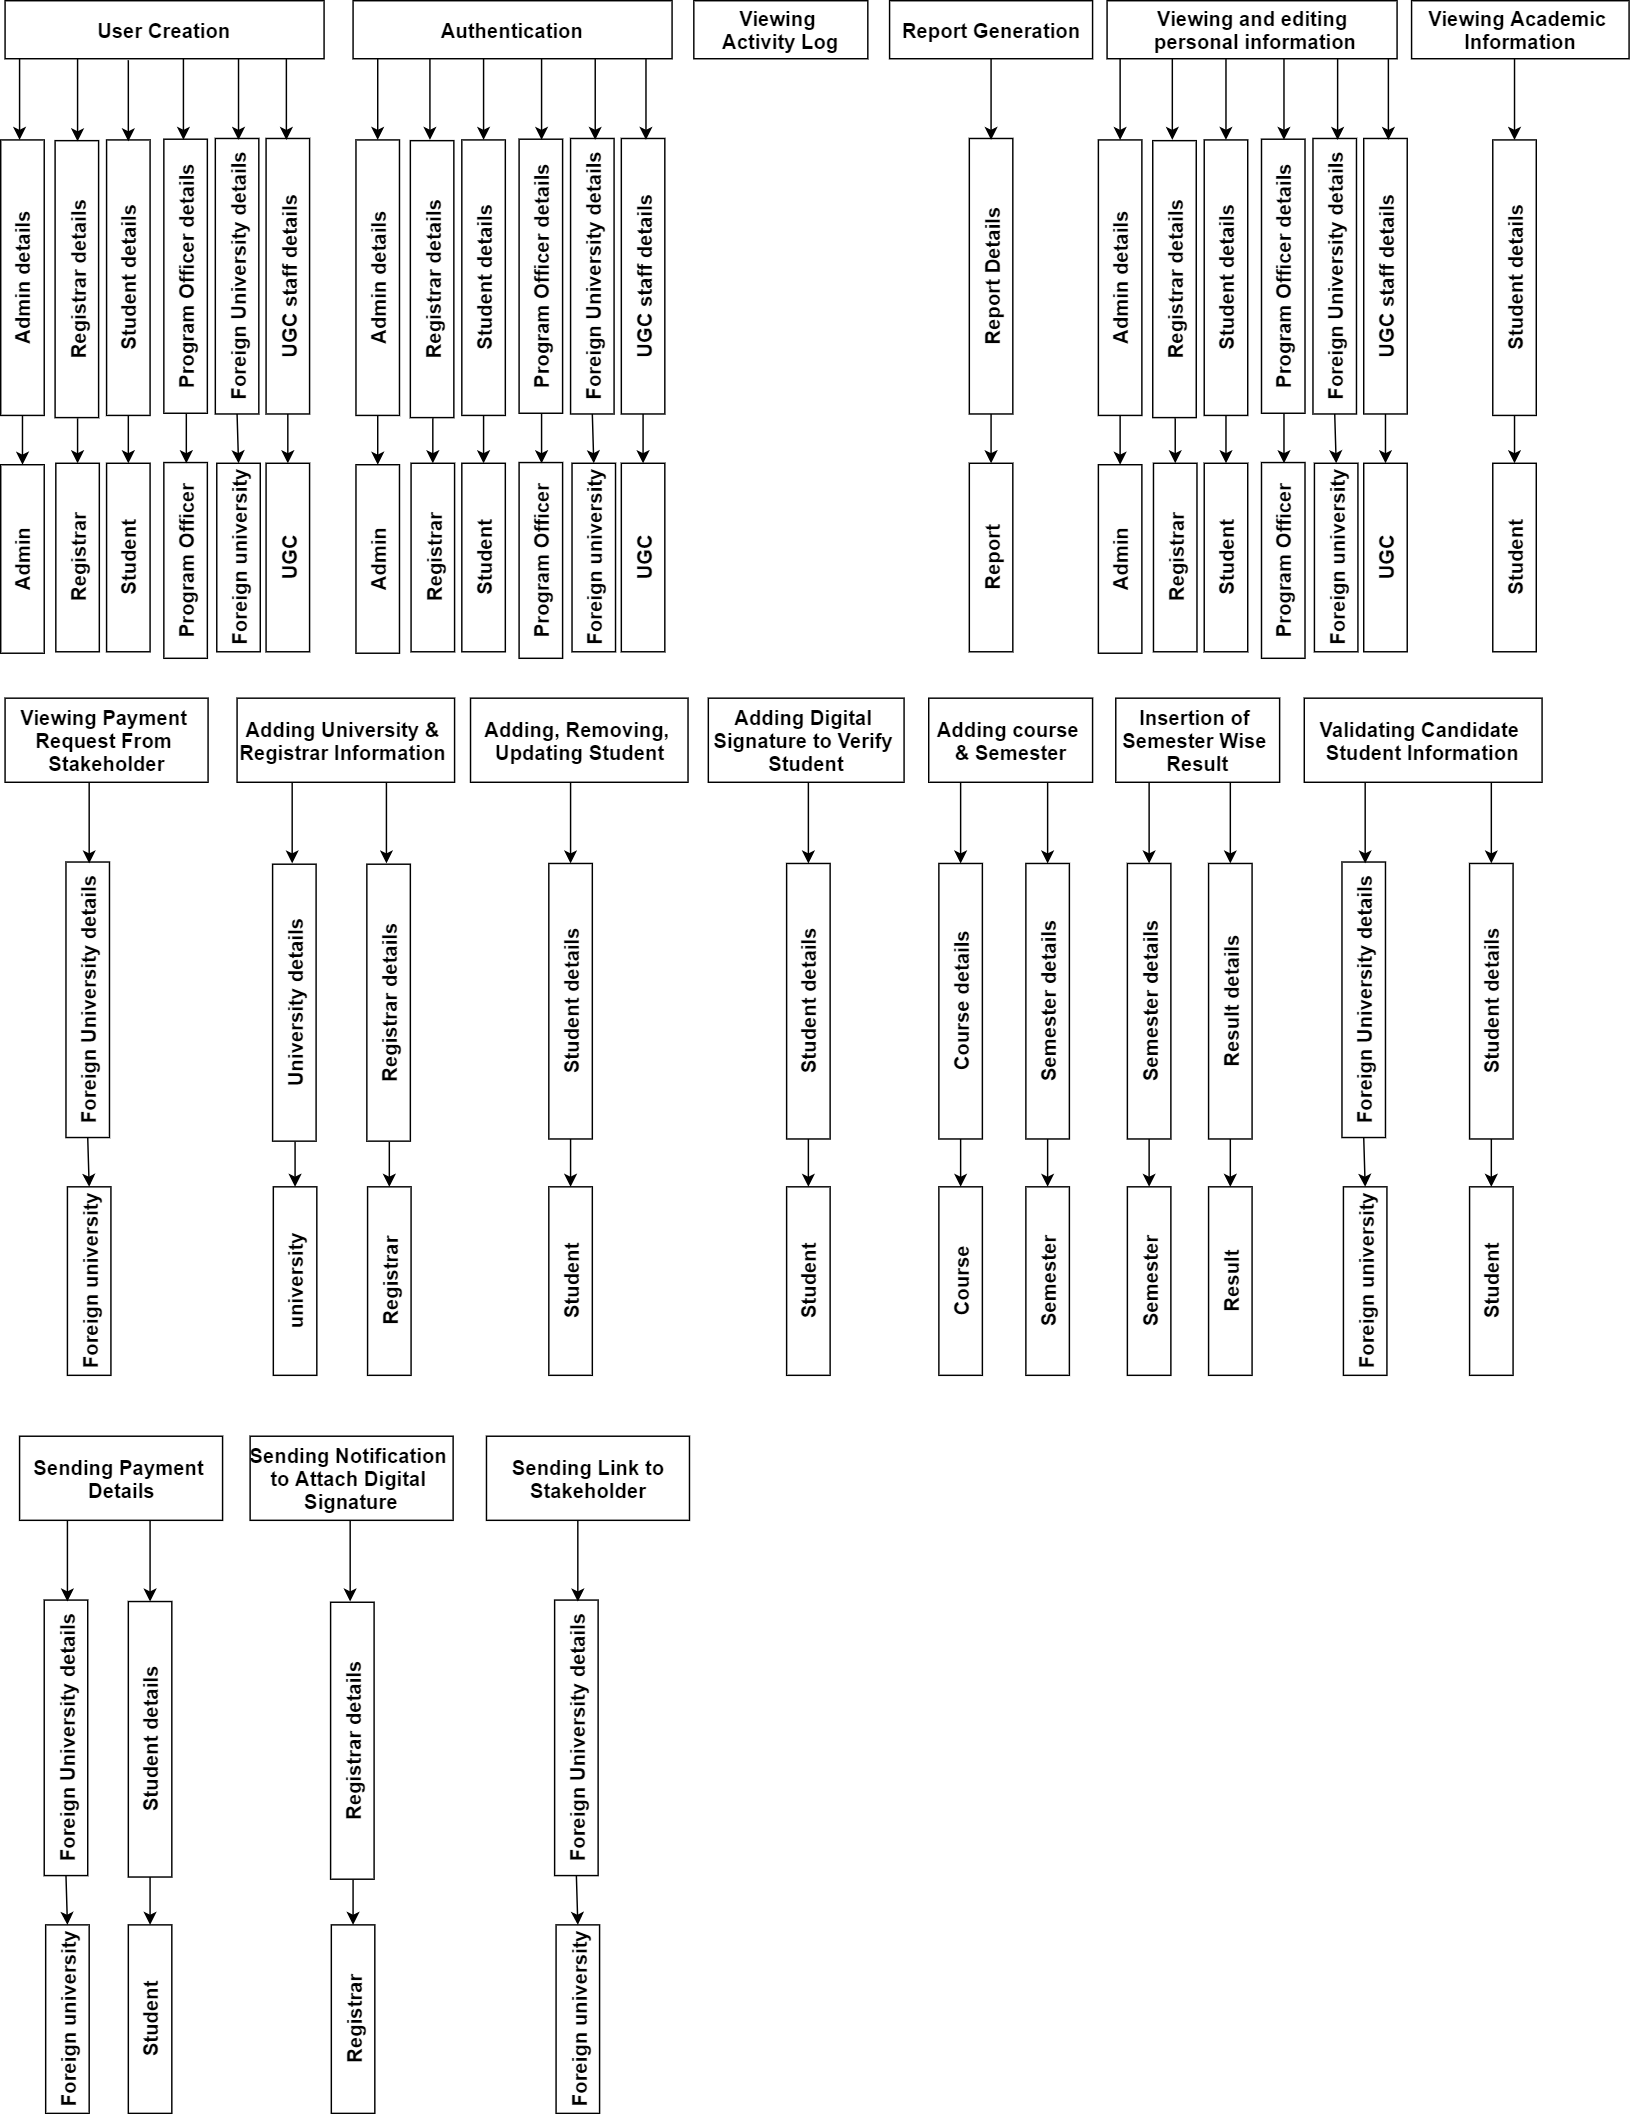 User Creation
Authentication
Viewing
Activity Log
Report Generation
Viewing and editing
personal information
Viewing Academic
Information
Admin details
Registrar details
Student details
Program Officer details
Foreign University details
UGC staff details
Admin details
Registrar details
Student details
Program Officer details
Foreign University details
UGC staff details
Report Details
Admin details
Registrar details
Student details
Program Officer details
Foreign University details
UGC staff details
Student details
Admin
Registrar
Student
Program Officer
Foreign university
UGC
Admin
Registrar
Student
Program Officer
Foreign university
UGC
Report
Admin
Registrar
Student
Program Officer
Foreign university
UGC
Student
Viewing Payment
Request From
Stakeholder
Adding University &
Registrar Information
Adding, Removing,
Updating Student
Adding Digital
Signature to Verify
Student
Adding course
& Semester
Insertion of
Semester Wise
Result
Validating Candidate
Student Information
Foreign University details
University details
Registrar details
Student details
Student details
Course details
Semester details
Semester details
Result details
Foreign University details
Student details
Foreign university
university
Registrar
Student
Student
Course
Semester
Semester
Result
Foreign university
Student
Sending Payment
Details
Sending Notification
to Attach Digital
Signature
Sending Link to
Stakeholder
Foreign University details
Student details
Registrar details
Foreign University details
Foreign university
Student
Registrar
Foreign university